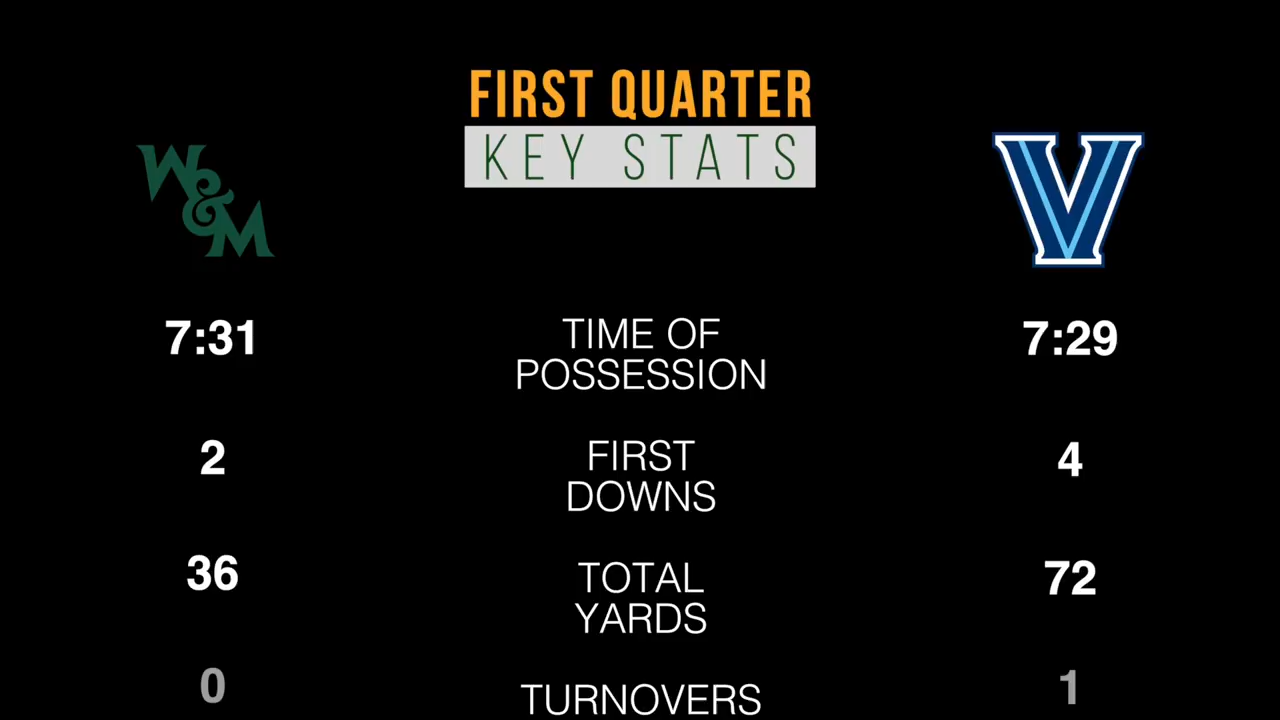 FIRST QUARTER
KEY STATS
W&M
V
7:31
TIME OF
POSSESSION
7:29
2
FIRST
DOWNS
4
36
TOTAL
YARDS
72
0
TURNOVERS
1